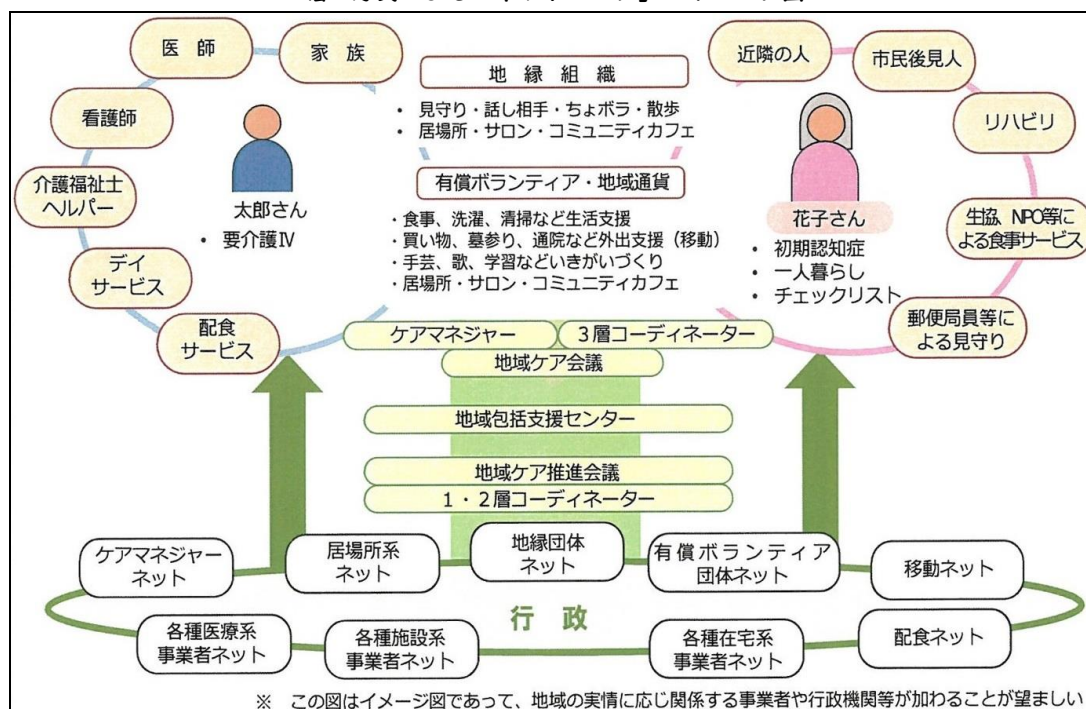 医 師
家 族
看護師
介護福祉士
ヘルパー
デイ
サービス
配食
サービス
太郎さん
• 要介護Ⅳ
地 縁 組 織
• 見守り・話し相手・ちょボラ・散歩
• 居場所・サロン・コミュニティカフェ
有償ボランティア・地域通貨
・食事、洗濯、清掃など生活支援
・買い物、墓参り、通院など外出支援（移動）
・手芸、歌、学習などいきがいづくり
・居場所・サロン・コミュニティカフェ
近隣の人
市民後見人
リハビリ
生協、NPO等
による食事サービス
郵便局員等に
よる見守り
花子さん
• 初期認知症
• 一人暮らし
• チェックリスト
ケアマネジャー
３層コーディネーター
地域ケア会議
地域包括支援センター
地域ケア推進会議
１・２層コーディネーター
ケアマネジャー
ネット
居場所系
ネット
地縁団体
ネット
有償ボランティア
団体ネット
移動ネット
行 政
各種医療系
事業者ネット
各種施設系
事業者ネット
各種在宅系
事業者ネット
配食ネット
※ この図はイメージ図であって、地域の実情に応じ関係する事業者や行政機関等が加わることが望ましい